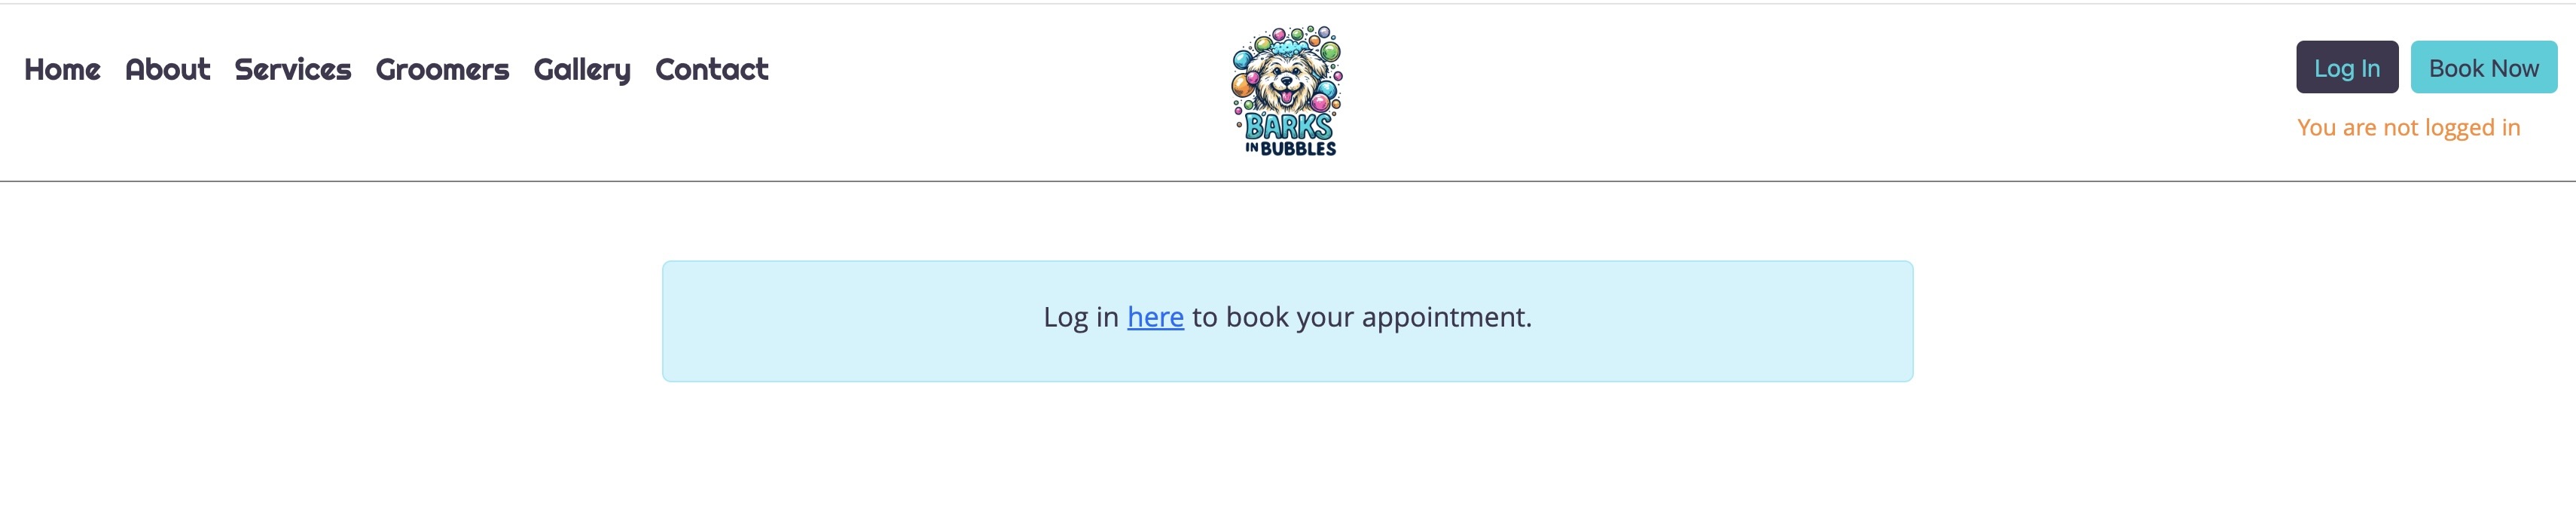 Home About Services Groomers Gallery Contact
BARKS
IN BUBBLES
Log In Book Now
You are not logged in
Log in here to book your appointment.